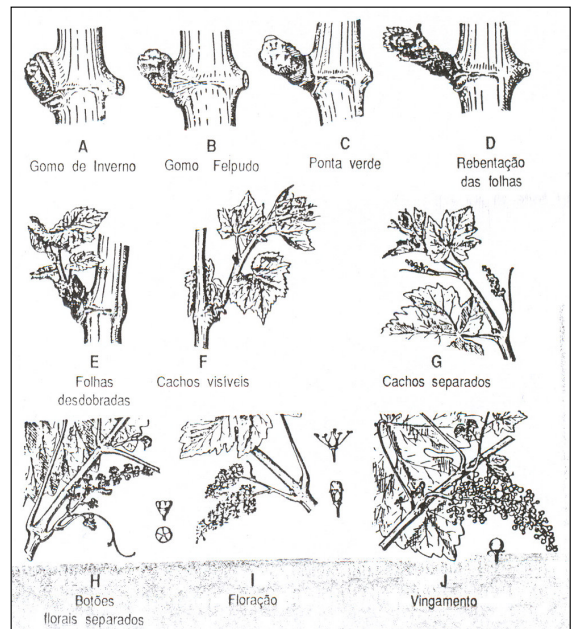 A
Gomo de Inverno
B
Gomo Felpudo
C
Ponta verde
D
Rebentação
das folhas
E
Folhas
desdobradas
F
Cachos visíveis
G
Cachos separados
H
Botões
florais separados
I
Floração
J
Vingamento